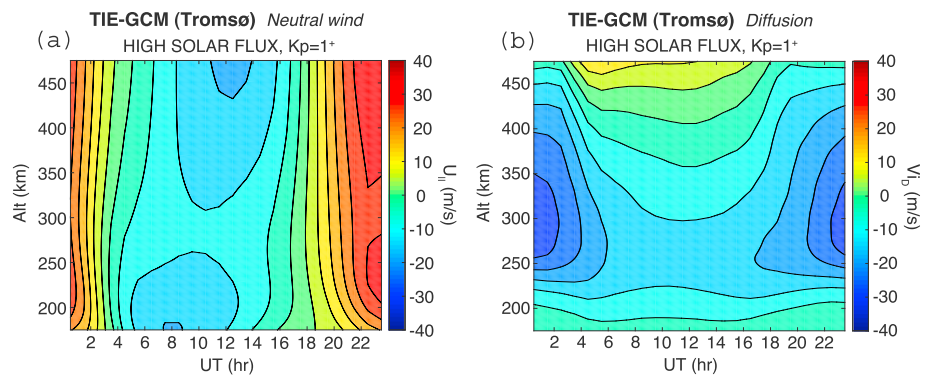 TIE-GCM (Tromsø) Neutral wind
(a)
HIGH SOLAR FLUX, Kp=1⁺
450
400
350
300
250
200
Alt (km)
2 4 6 8 10 12 14 16 18 20 22
UT (hr)
40
30
20
10
0
-10
-20
-30
-40
U|| (m/s)
TIE-GCM (Tromsø) Diffusion
(b)
HIGH SOLAR FLUX, Kp=1⁺
450
400
350
300
250
200
Alt (km)
2 4 6 8 10 12 14 16 18 20 22
UT (hr)
40
30
20
10
0
-10
-20
-30
-40
Vi_D (m/s)